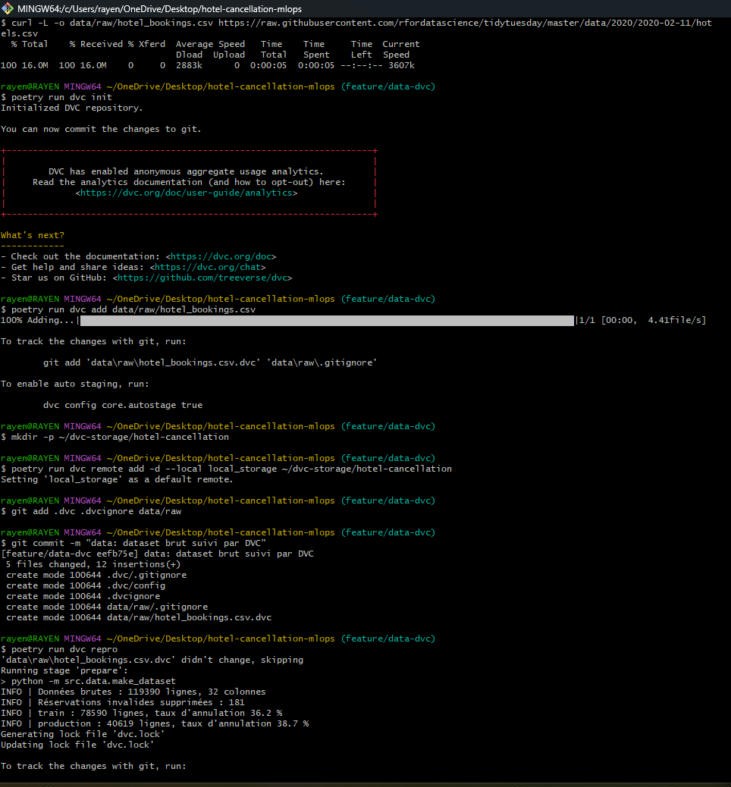 MINGW64:/c/Users/rayen/OneDrive/Desktop/hotel-cancellation-mlops
$ curl -L -o data/raw/hotel_bookings.csv https://raw.githubusercontent.com/rfordatascience/tidytuesday/master/data/2020/2020-02-11/hot
els.csv
  % Total    % Received % Xferd  Average Speed   Time    Time     Time  Current
                                 Dload  Upload   Total   Spent    Left  Speed
100 16.0M  100 16.0M    0     0  2883k      0  0:00:05  0:00:05 --:--:-- 3607k
rayen@RAYEN MINGW64 ~/OneDrive/Desktop/hotel-cancellation-mlops (feature/data-dvc)
$ poetry run dvc init
Initialized DVC repository.
You can now commit the changes to git.
+---------------------------------------------------------------------+
DVC has enabled anonymous aggregate usage analytics.
Read the analytics documentation (and how to opt-out) here:
<https://dvc.org/doc/user-guide/analytics>
+---------------------------------------------------------------------+
What's next?
------------
- Check out the documentation: <https://dvc.org/doc>
- Get help and share ideas: <https://dvc.org/chat>
- Star us on GitHub: <https://github.com/treeverse/dvc>
rayen@RAYEN MINGW64 ~/OneDrive/Desktop/hotel-cancellation-mlops (feature/data-dvc)
$ poetry run dvc add data/raw/hotel_bookings.csv
100% Adding...| |1/1 [00:00,  4.41file/s]
To track the changes with git, run:
git add 'data\raw\hotel_bookings.csv.dvc' 'data\raw\.gitignore'
To enable auto staging, run:
dvc config core.autostage true
rayen@RAYEN MINGW64 ~/OneDrive/Desktop/hotel-cancellation-mlops (feature/data-dvc)
$ mkdir -p ~/dvc-storage/hotel-cancellation
rayen@RAYEN MINGW64 ~/OneDrive/Desktop/hotel-cancellation-mlops (feature/data-dvc)
$ poetry run dvc remote add -d --local local_storage ~/dvc-storage/hotel-cancellation
Setting 'local_storage' as a default remote.
rayen@RAYEN MINGW64 ~/OneDrive/Desktop/hotel-cancellation-mlops (feature/data-dvc)
$ git add .dvc .dvcignore data/raw
rayen@RAYEN MINGW64 ~/OneDrive/Desktop/hotel-cancellation-mlops (feature/data-dvc)
$ git commit -m "data: dataset brut suivi par DVC"
[feature/data-dvc eefb75e] data: dataset brut suivi par DVC
 5 files changed, 12 insertions(+)
 create mode 100644 .dvc/.gitignore
 create mode 100644 .dvc/config
 create mode 100644 .dvcignore
 create mode 100644 data/raw/.gitignore
 create mode 100644 data/raw/hotel_bookings.csv.dvc
rayen@RAYEN MINGW64 ~/OneDrive/Desktop/hotel-cancellation-mlops (feature/data-dvc)
$ poetry run dvc repro
'data\raw\hotel_bookings.csv.dvc' didn't change, skipping
Running stage 'prepare':
> python -m src.data.make_dataset
INFO | Données brutes : 119390 lignes, 32 colonnes
INFO | Réservations invalides supprimées : 181
INFO | train : 78590 lignes, taux d'annulation 36.2 %
INFO | production : 40619 lignes, taux d'annulation 38.7 %
Generating lock file 'dvc.lock'
Updating lock file 'dvc.lock'
To track the changes with git, run: